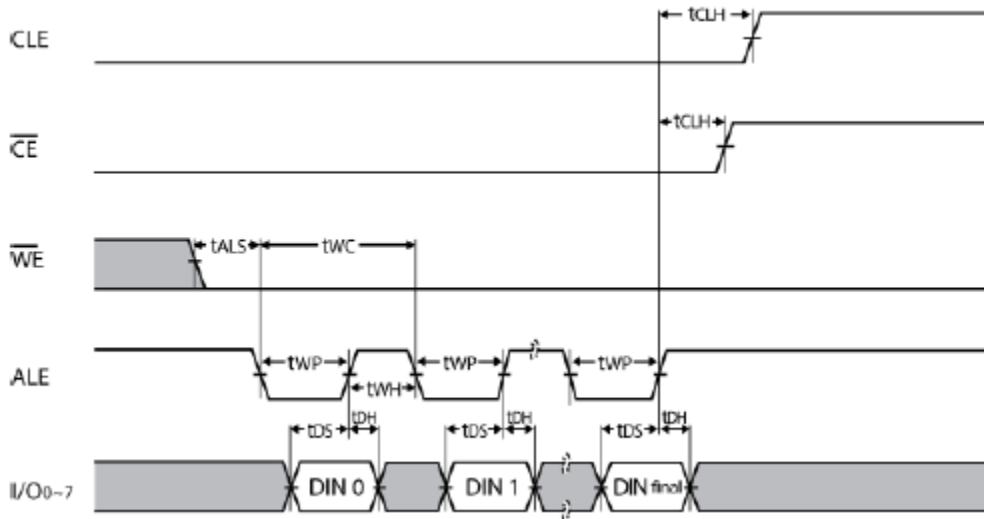 CLE
tCLH
CE
tCLH
WE
tALS
tWC
ALE
tWP
tWH
tWP
tWP
tDS
tDH
tDS
tDH
tDS
tDH
I/O0~7
DIN 0
DIN 1
DIN final